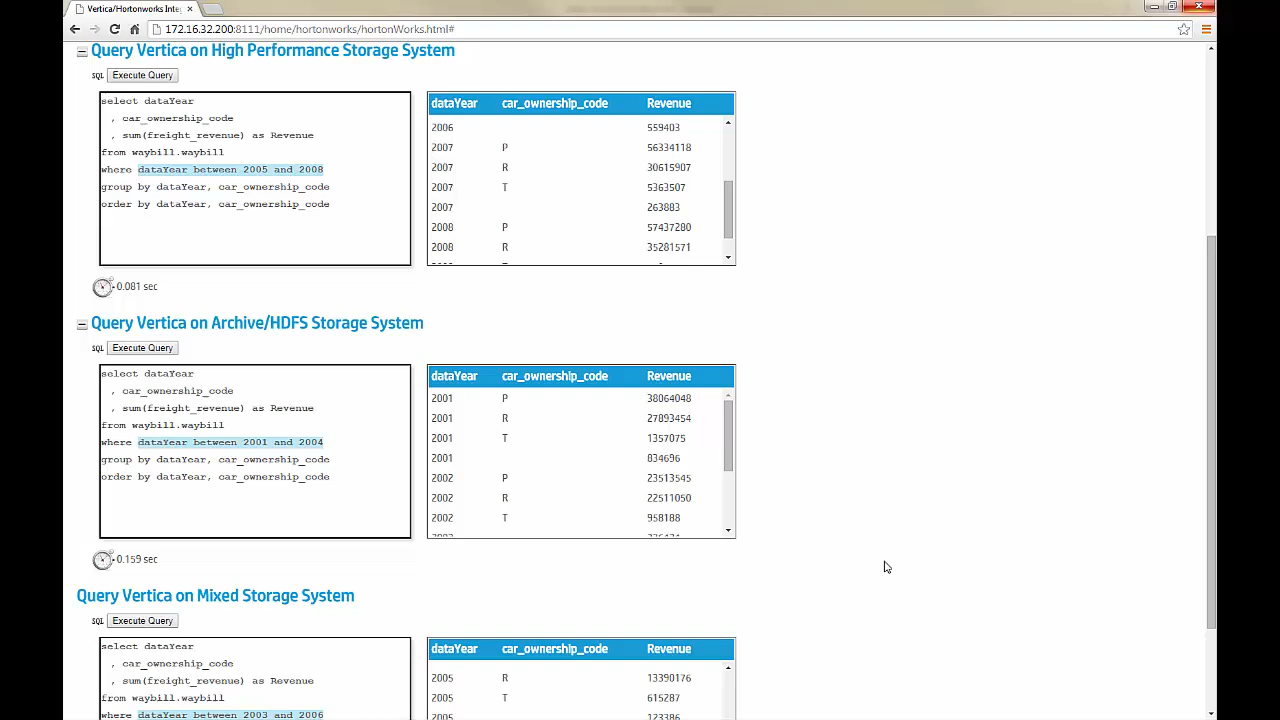 Vertica/Hortonworks Inte
172.16.32.200:8111/home/hortonworks/hortonWorks.html#
Query Vertica on High Performance Storage System
SQL Execute Query
select dataYear
, car_ownership_code
, sum(freight_revenue) as Revenue
from waybill.waybill
where dataYear between 2005 and 2008
group by dataYear, car_ownership_code
order by dataYear, car_ownership_code
dataYear car_ownership_code Revenue
2006 559403
2007 P 56334118
2007 R 30615907
2007 T 5363507
2007 263883
2008 P 57437280
2008 R 35281571
0.081 sec
Query Vertica on Archive/HDFS Storage System
SQL Execute Query
select dataYear
, car_ownership_code
, sum(freight_revenue) as Revenue
from waybill.waybill
where dataYear between 2001 and 2004
group by dataYear, car_ownership_code
order by dataYear, car_ownership_code
dataYear car_ownership_code Revenue
2001 P 38064048
2001 R 27893454
2001 T 1357075
2001 834696
2002 P 23513545
2002 R 22511050
2002 T 958188
0.159 sec
Query Vertica on Mixed Storage System
SQL Execute Query
select dataYear
, car_ownership_code
, sum(freight_revenue) as Revenue
from waybill.waybill
where dataYear between 2003 and 2006
dataYear car_ownership_code Revenue
2005 R 13390176
2005 T 615287
2005 123386